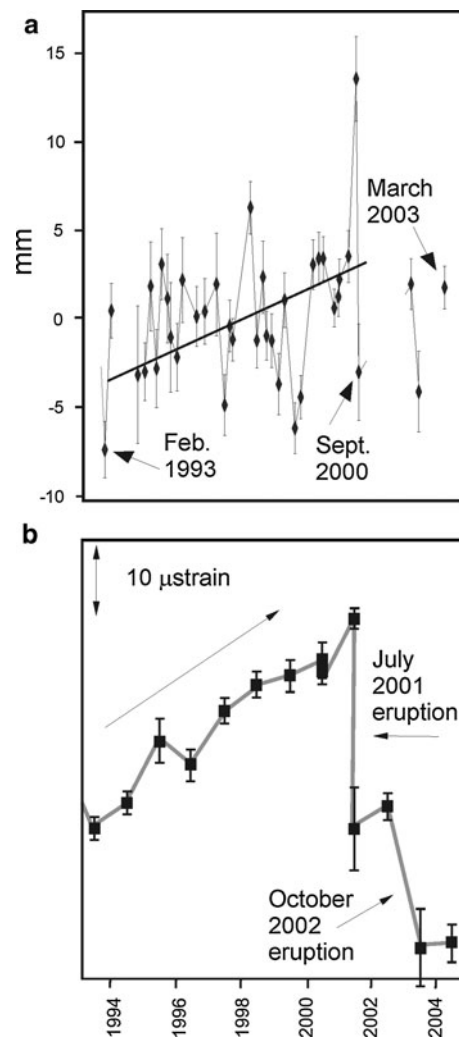 a
15
10
5
0
-5
-10
mm
March
2003
Feb.
1993
Sept.
2000
b
10 μstrain
July
2001
eruption
October
2002
eruption
1994
1996
1998
2000
2002
2004